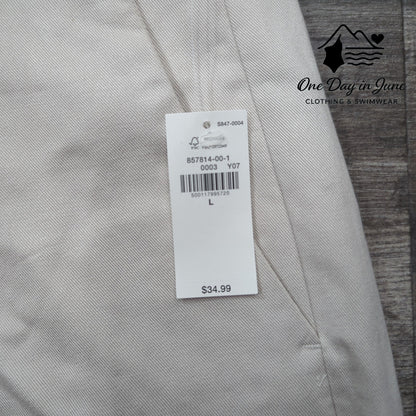 One Day in June
CLOTHING & SWIMWEAR
S847-0004
857814-00-1
0003 Y07
500117995725
L
$34.99